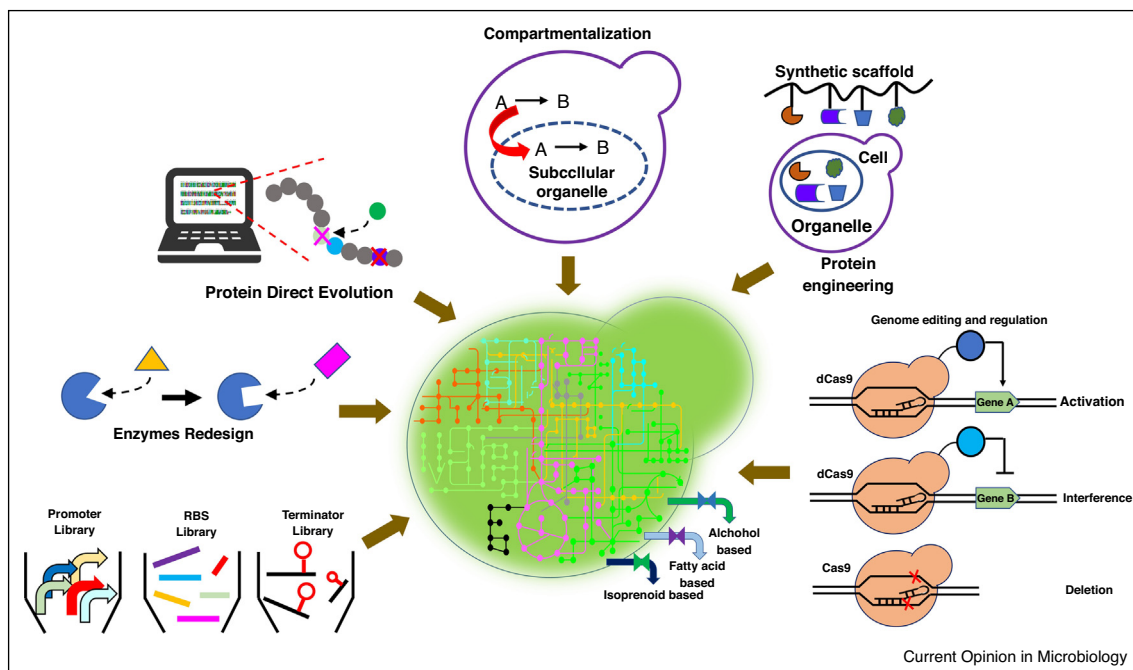 Compartmentalization
A
B
A
B
Subccllular
organelle
Synthetic scaffold
Cell
Organelle
Protein
engineering
Protein Direct Evolution
Enzymes Redesign
Promoter
Library
RBS
Library
Terminator
Library
Genome editing and regulation
dCas9
Gene A
Activation
dCas9
Gene B
Interference
Cas9
Deletion
Alchohol
based
Fatty acid
based
Isoprenoid based
Current Opinion in Microbiology